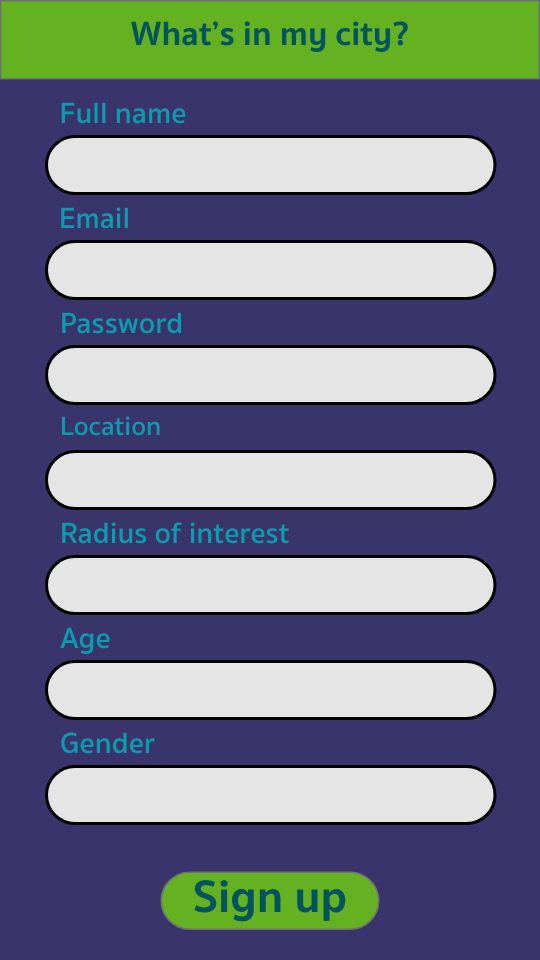 What’s in my city?
Full name
Email
Password
Location
Radius of interest
Age
Gender
Sign up